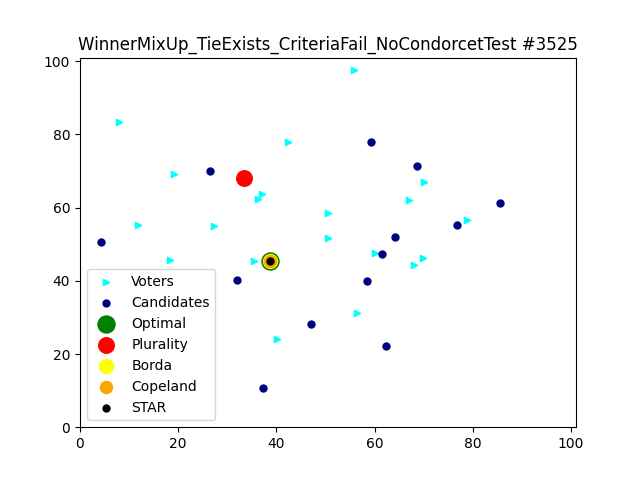 WinnerMixUp_TieExists_CriteriaFail_NoCondorcetTest #3525
100
80
60
40
20
0
Voters
Candidates
Optimal
Plurality
Borda
Copeland
STAR
0 20 40 60 80 100